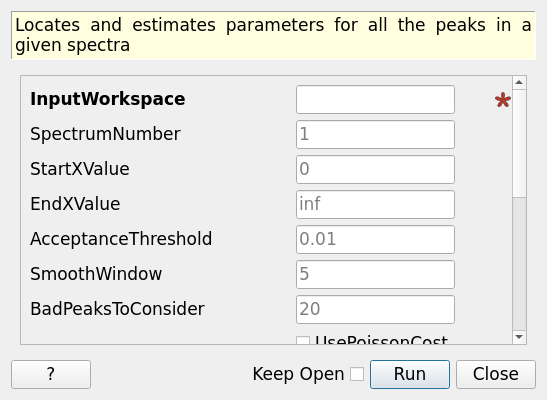 Locates and estimates parameters for all the peaks in a
given spectra
InputWorkspace
SpectrumNumber 1
StartXValue 0
EndXValue inf
AcceptanceThreshold 0.01
SmoothWindow 5
BadPeaksToConsider 20
UsePoissonCost
? Keep Open Run Close